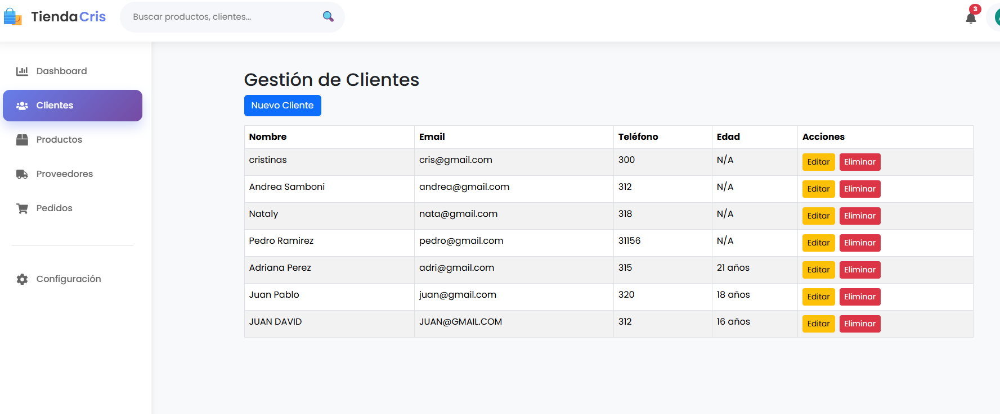 TiendaCris
Buscar productos, clientes...
3
Dashboard
Clientes
Productos
Proveedores
Pedidos
Configuración
Gestión de Clientes
Nuevo Cliente
Nombre Email Teléfono Edad Acciones
cristinas cris@gmail.com 300 N/A Editar Eliminar
Andrea Samboni andrea@gmail.com 312 N/A Editar Eliminar
Nataly nata@gmail.com 318 N/A Editar Eliminar
Pedro Ramirez pedro@gmail.com 31156 N/A Editar Eliminar
Adriana Perez adri@gmail.com 315 21 años Editar Eliminar
Juan Pablo juan@gmail.com 320 18 años Editar Eliminar
JUAN DAVID JUAN@GMAIL.COM 312 16 años Editar Eliminar